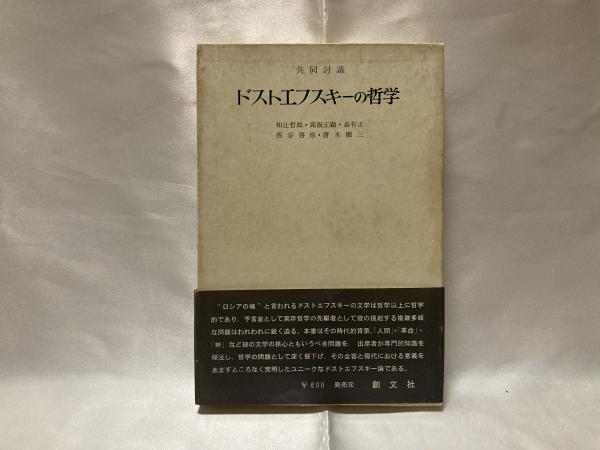 共同討議
ドストエフスキーの哲学
和辻哲郎・高坂正顕・森有正
西谷啓治・唐木順三
“ロシアの魂”と言われるドストエフスキーの文学は哲学以上に哲学
的であり、予言者として実存哲学の先駆者として彼の提起する複雑多岐
な問題はわれわれに鋭く迫る。本書はその時代的背景、「人間」・「革命」・
「神」など彼の文学の核心ともいうべき問題を、出席者が専門的知識を
傾注し、哲学の問題として深く掘下げ、その全容と現代における意義を
あますところなく究明したユニークなドストエフスキー論である。
￥800 発売元 創文社